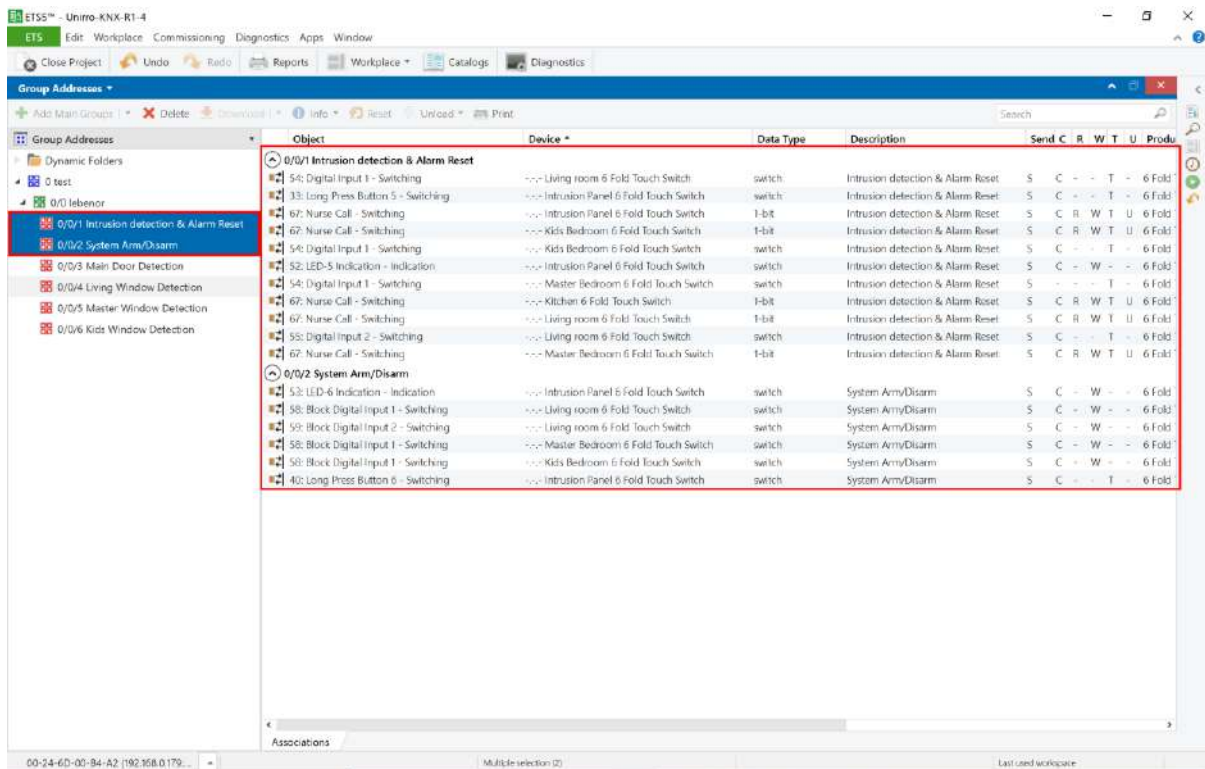 ETS5™ - Unirro-KNX-R1-4
ETS Edit Workplace Commissioning Diagnostics Apps Window
Close Project Undo Redo Reports Workplace Catalogs Diagnostics
Group Addresses
Add Main Groups Delete Download Info Reset Unload Print Search
Group Addresses Object Device Data Type Description Send C R W T U Produ
Dynamic Folders
0 test
0/0 lebenor
0/0/1 Intrusion detection & Alarm Reset
0/0/2 System Arm/Disarm
0/0/3 Main Door Detection
0/0/4 Living Window Detection
0/0/5 Master Window Detection
0/0/6 Kids Window Detection
0/0/1 Intrusion detection & Alarm Reset
54: Digital Input 1 - Switching -.-.- Living room 6 Fold Touch Switch switch Intrusion detection & Alarm Reset S C - - T - 6 Fold
33: Long Press Button 5 - Switching -.-.- Intrusion Panel 6 Fold Touch Switch switch Intrusion detection & Alarm Reset S C - - T - 6 Fold
67: Nurse Call - Switching -.-.- Intrusion Panel 6 Fold Touch Switch 1-bit Intrusion detection & Alarm Reset S C R W T U 6 Fold
67: Nurse Call - Switching -.-.- Kids Bedroom 6 Fold Touch Switch 1-bit Intrusion detection & Alarm Reset S C R W T U 6 Fold
54: Digital Input 1 - Switching -.-.- Kids Bedroom 6 Fold Touch Switch switch Intrusion detection & Alarm Reset S C - - T - 6 Fold
52: LED-5 Indication - Indication -.-.- Intrusion Panel 6 Fold Touch Switch switch Intrusion detection & Alarm Reset S C - W - - 6 Fold
54: Digital Input 1 - Switching -.-.- Master Bedroom 6 Fold Touch Switch switch Intrusion detection & Alarm Reset S - - - T - 6 Fold
67: Nurse Call - Switching -.-.- Kitchen 6 Fold Touch Switch 1-bit Intrusion detection & Alarm Reset S C R W T U 6 Fold
67: Nurse Call - Switching -.-.- Living room 6 Fold Touch Switch 1-bit Intrusion detection & Alarm Reset S C R W T U 6 Fold
55: Digital Input 2 - Switching -.-.- Living room 6 Fold Touch Switch switch Intrusion detection & Alarm Reset S C - - T - 6 Fold
67: Nurse Call - Switching -.-.- Master Bedroom 6 Fold Touch Switch 1-bit Intrusion detection & Alarm Reset S C R W T U 6 Fold
0/0/2 System Arm/Disarm
53: LED-6 Indication - Indication -.-.- Intrusion Panel 6 Fold Touch Switch switch System Arm/Disarm S C - W - - 6 Fold
58: Block Digital Input 1 - Switching -.-.- Living room 6 Fold Touch Switch switch System Arm/Disarm S C - W - - 6 Fold
59: Block Digital Input 2 - Switching -.-.- Living room 6 Fold Touch Switch switch System Arm/Disarm S C - W - - 6 Fold
58: Block Digital Input 1 - Switching -.-.- Master Bedroom 6 Fold Touch Switch switch System Arm/Disarm S C - W - - 6 Fold
58: Block Digital Input 1 - Switching -.-.- Kids Bedroom 6 Fold Touch Switch switch System Arm/Disarm S C - W - - 6 Fold
40: Long Press Button 6 - Switching -.-.- Intrusion Panel 6 Fold Touch Switch switch System Arm/Disarm S C - - T - 6 Fold
Associations
00-24-6D-00-B4-A2 (192.168.0.179:... Multiple selection (2) Last used workspace